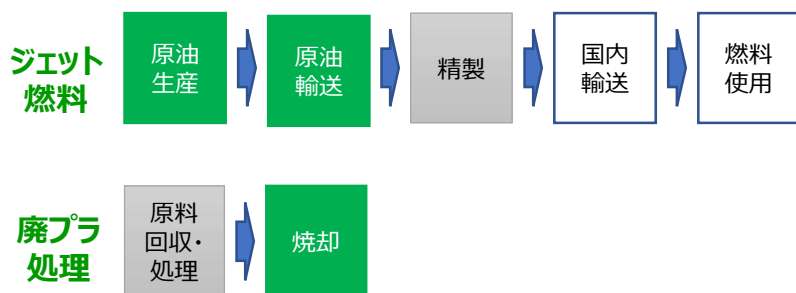 ジェット
燃料
原油
生産
原油
輸送
精製
国内
輸送
燃料
使用
廃プラ
処理
原料
回収・
処理
焼却